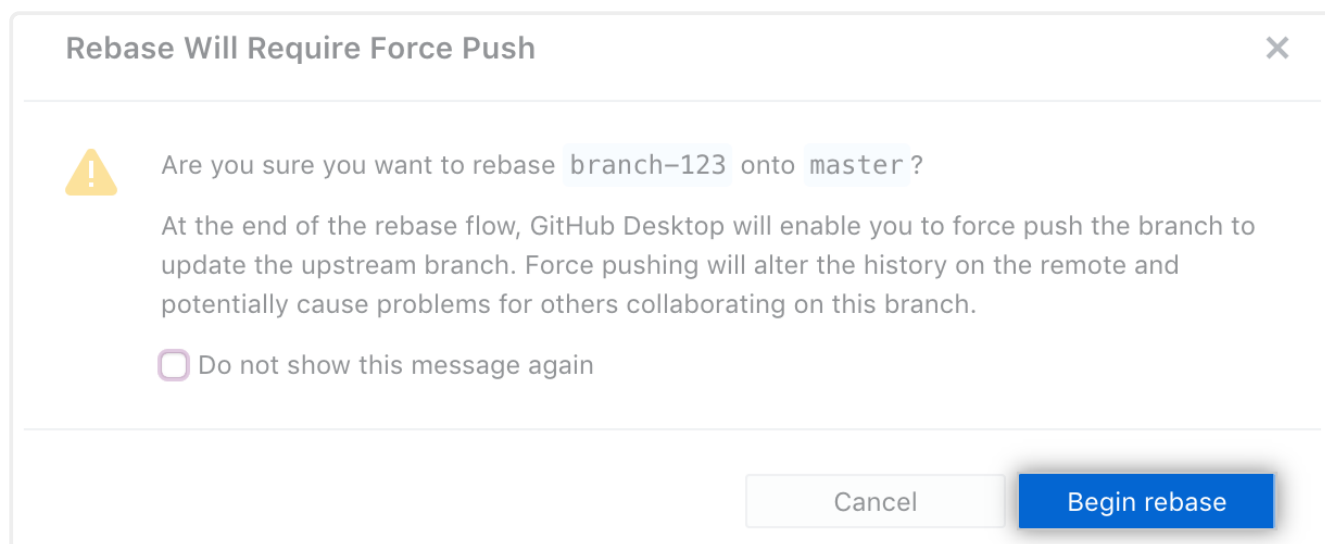 Rebase Will Require Force Push
Are you sure you want to rebase branch-123 onto master?
At the end of the rebase flow, GitHub Desktop will enable you to force push the branch to
update the upstream branch. Force pushing will alter the history on the remote and
potentially cause problems for others collaborating on this branch.
Do not show this message again
Cancel Begin rebase